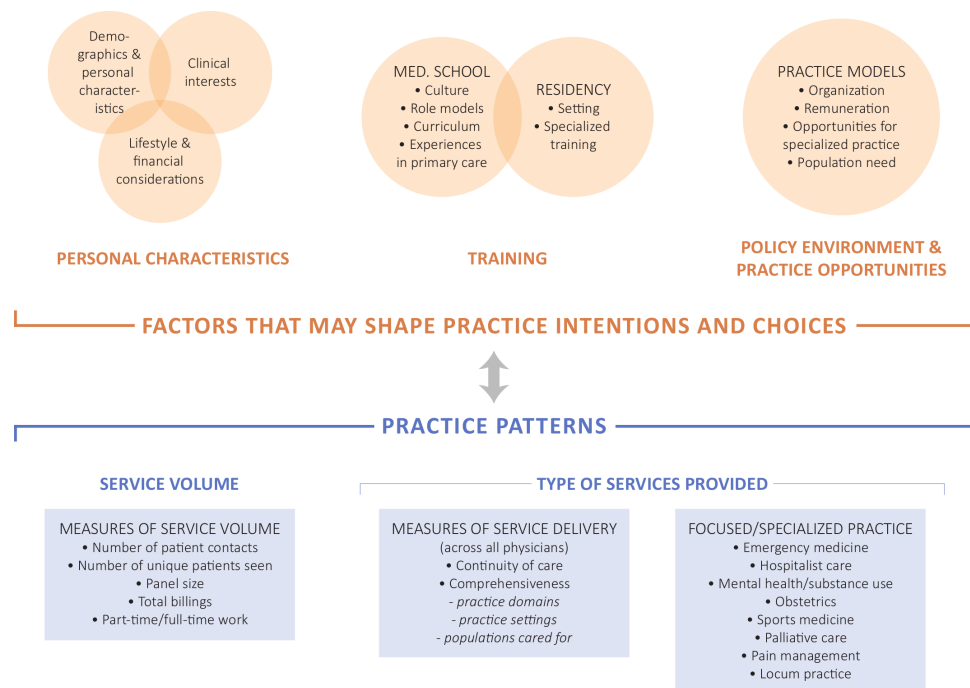 Demo-
graphics &
personal
character-
istics
Clinical
interests
Lifestyle &
financial
considerations
MED. SCHOOL
• Culture
• Role models
• Curriculum
• Experiences
in primary care
RESIDENCY
• Setting
• Specialized
training
PRACTICE MODELS
• Organization
• Remuneration
• Opportunities for
specialized practice
• Population need
PERSONAL CHARACTERISTICS
TRAINING
POLICY ENVIRONMENT &
PRACTICE OPPORTUNITIES
FACTORS THAT MAY SHAPE PRACTICE INTENTIONS AND CHOICES
PRACTICE PATTERNS
SERVICE VOLUME
TYPE OF SERVICES PROVIDED
MEASURES OF SERVICE VOLUME
• Number of patient contacts
• Number of unique patients seen
• Panel size
• Total billings
• Part-time/full-time work
MEASURES OF SERVICE DELIVERY
(across all physicians)
• Continuity of care
• Comprehensiveness
- practice domains
- practice settings
- populations cared for
FOCUSED/SPECIALIZED PRACTICE
• Emergency medicine
• Hospitalist care
• Mental health/substance use
• Obstetrics
• Sports medicine
• Palliative care
• Pain management
• Locum practice